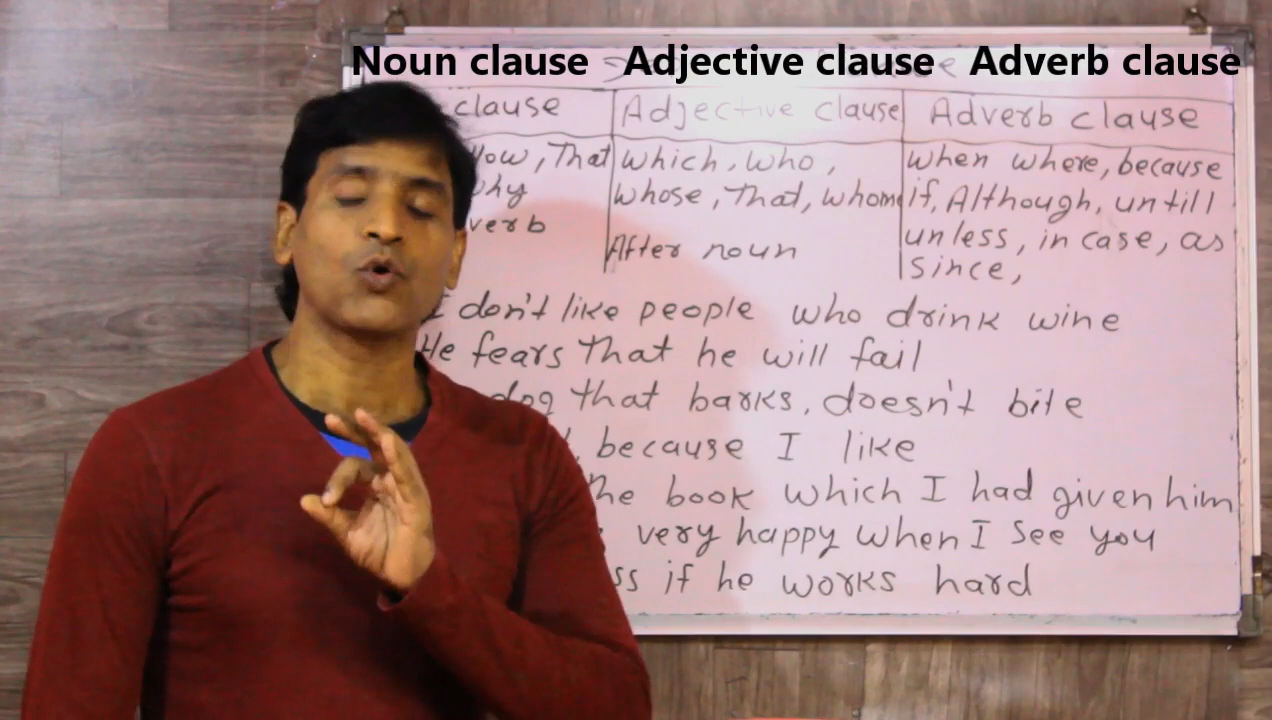 Noun clause Adjective clause Adverb clause
clause Adjective clause Adverb clause
How, That which, who, when where, because
why whose, That, whom if, Although, untill
verb After noun unless, in case, as
since,
I don't like people who drink wine
He fears that he will fail
dog that barks, doesn't bite
because I like
the book which I had given him
very happy when I see you
if he works hard